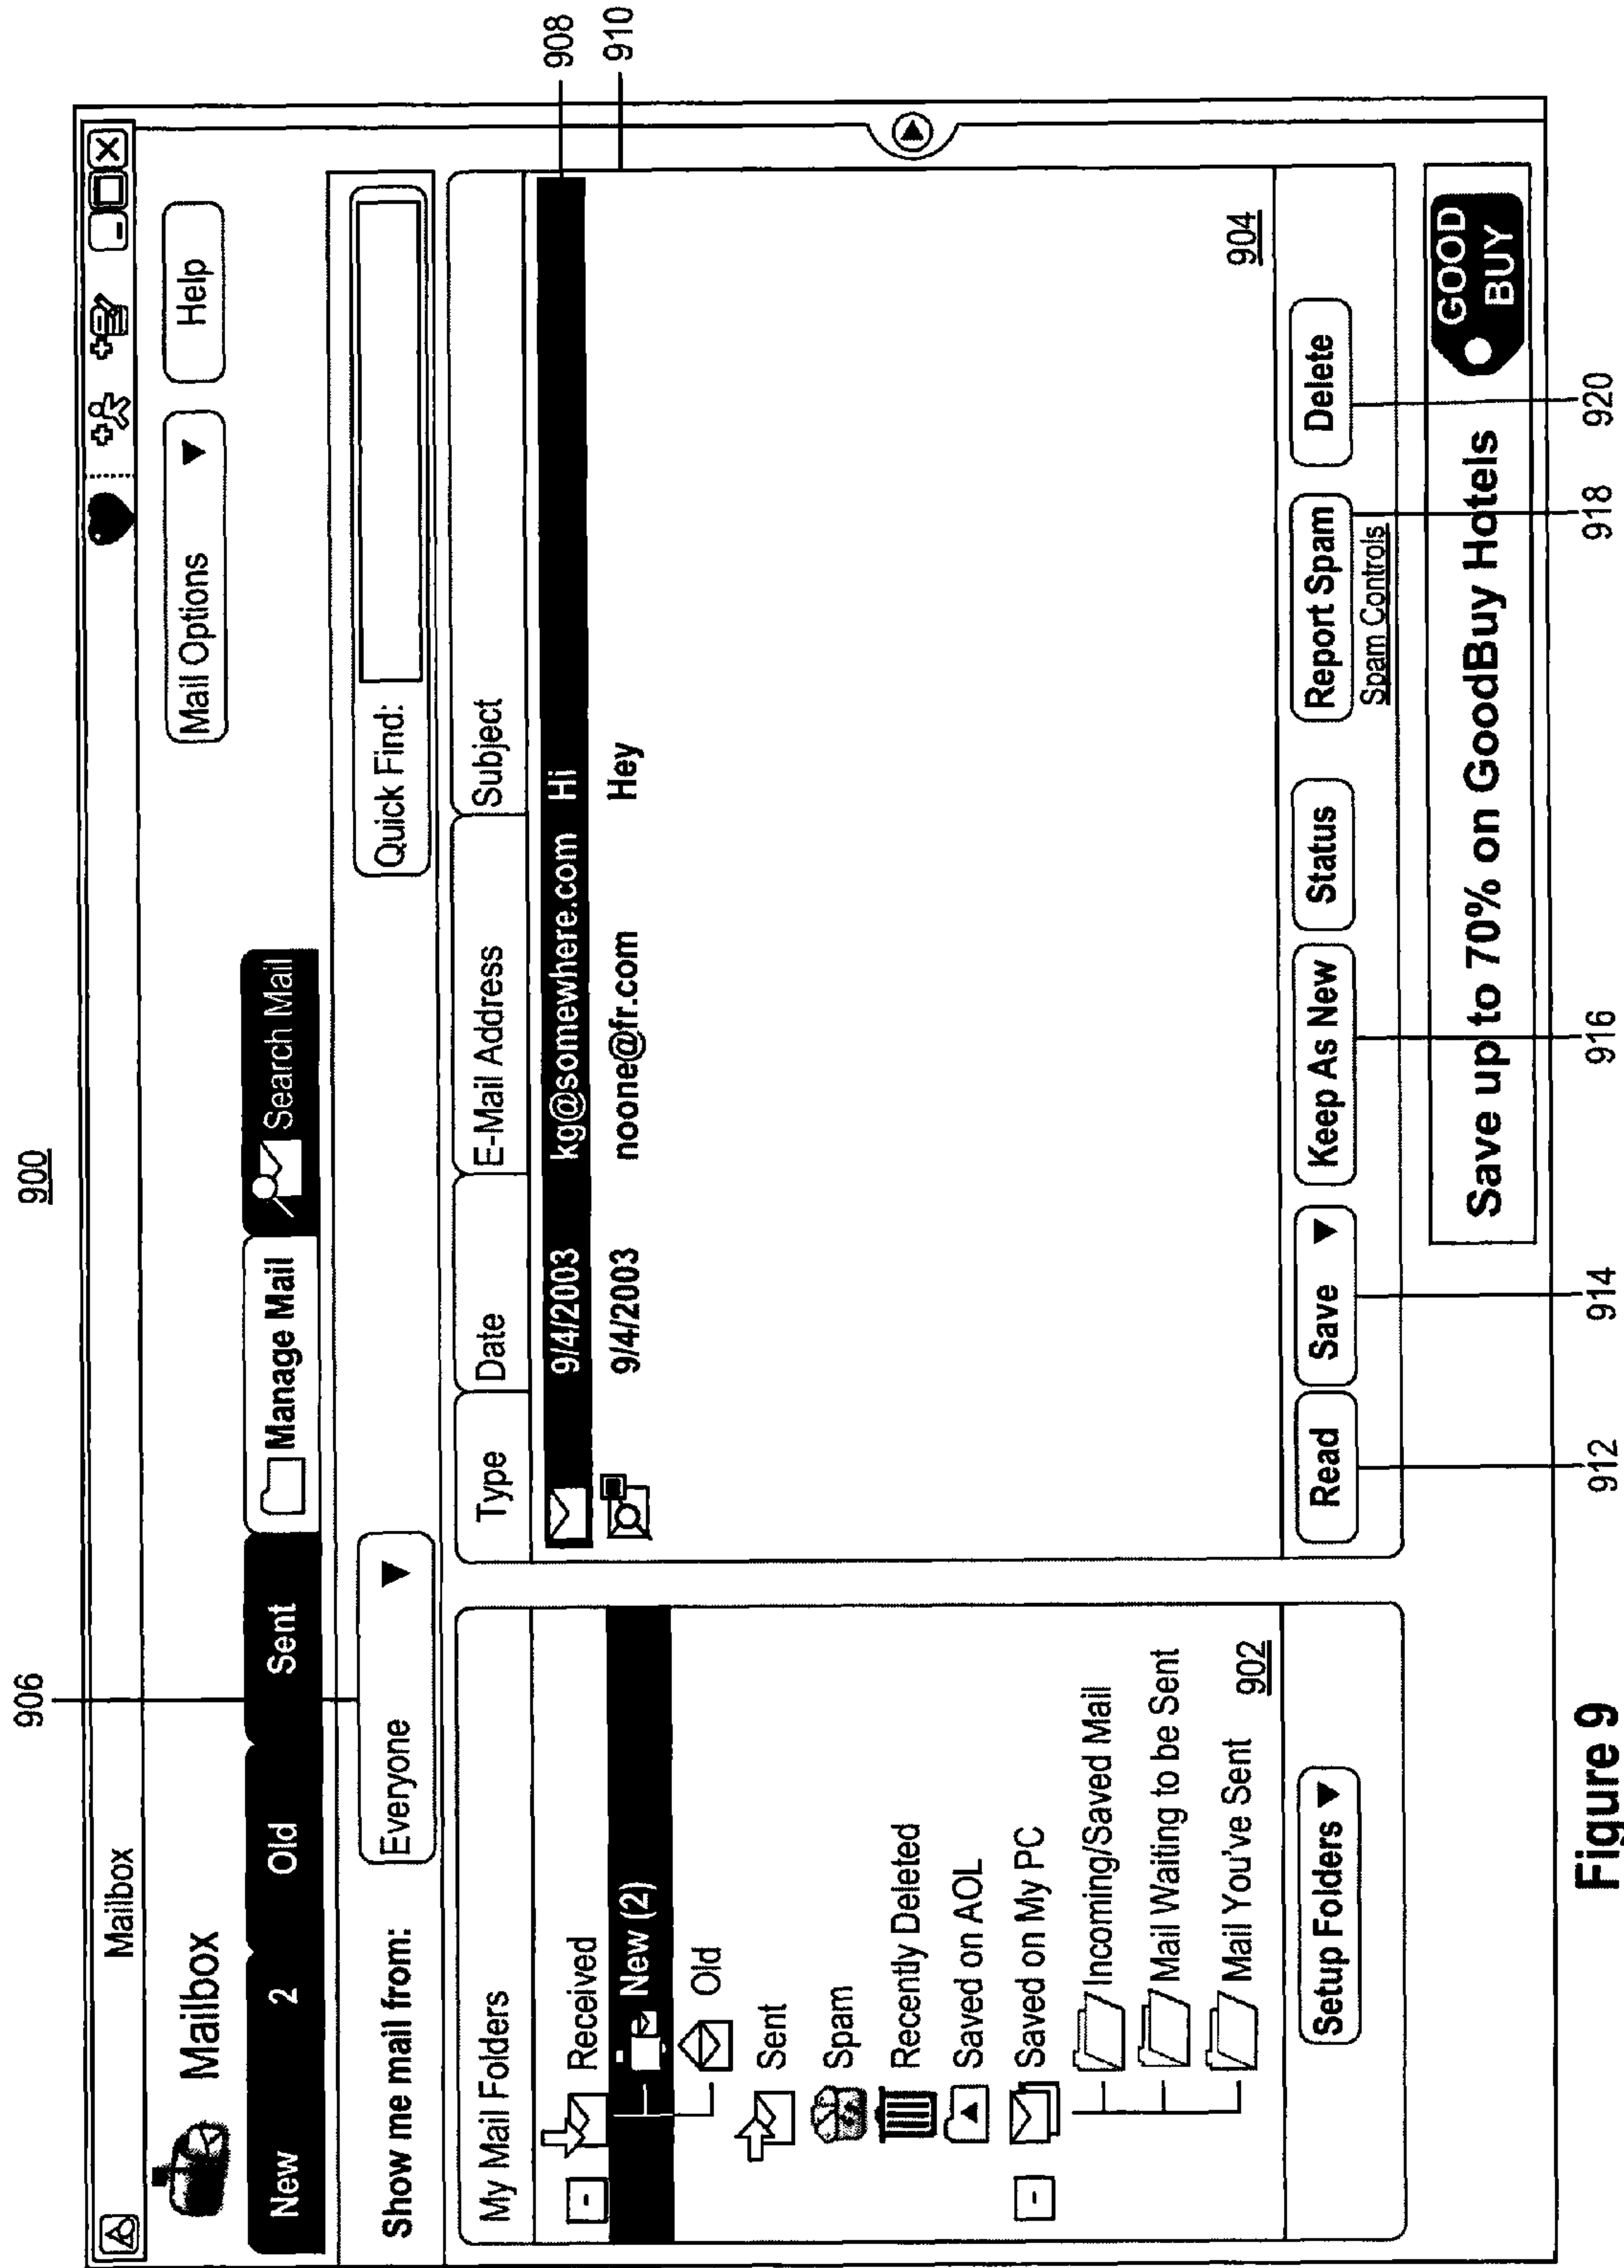 900
906
Mailbox
Mailbox
Mail Options
Help
New 2
Old
Sent
Manage Mail
Search Mail
Show me mail from:
Everyone
Quick Find:
My Mail Folders
Type
Date
E-Mail Address
Subject
Received
9/4/2003 kg@somewhere.com Hi
908
New (2)
9/4/2003 noone@fr.com Hey
910
Old
Sent
Spam
Recently Deleted
Saved on AOL
Saved on My PC
Incoming/Saved Mail
Mail Waiting to be Sent
Mail You've Sent
902
904
Setup Folders
Read
Save
Keep As New
Status
Report Spam
Delete
Spam Controls
Save up to 70% on GoodBuy Hotels
GOOD
BUY
912
914
916
918
920
Figure 9